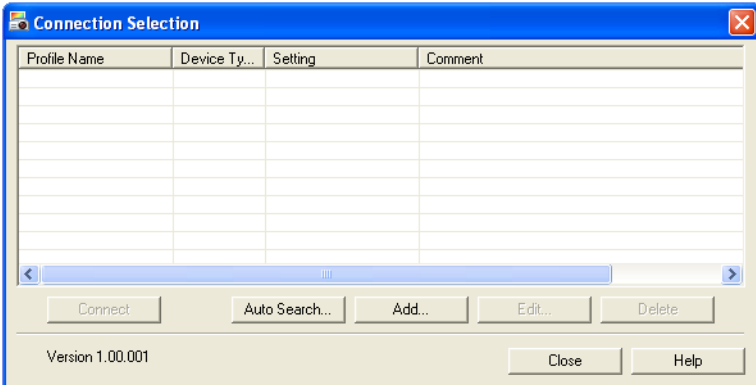 Connection Selection
Profile Name Device Ty... Setting Comment
Connect Auto Search... Add... Edit... Delete
Version 1.00.001 Close Help